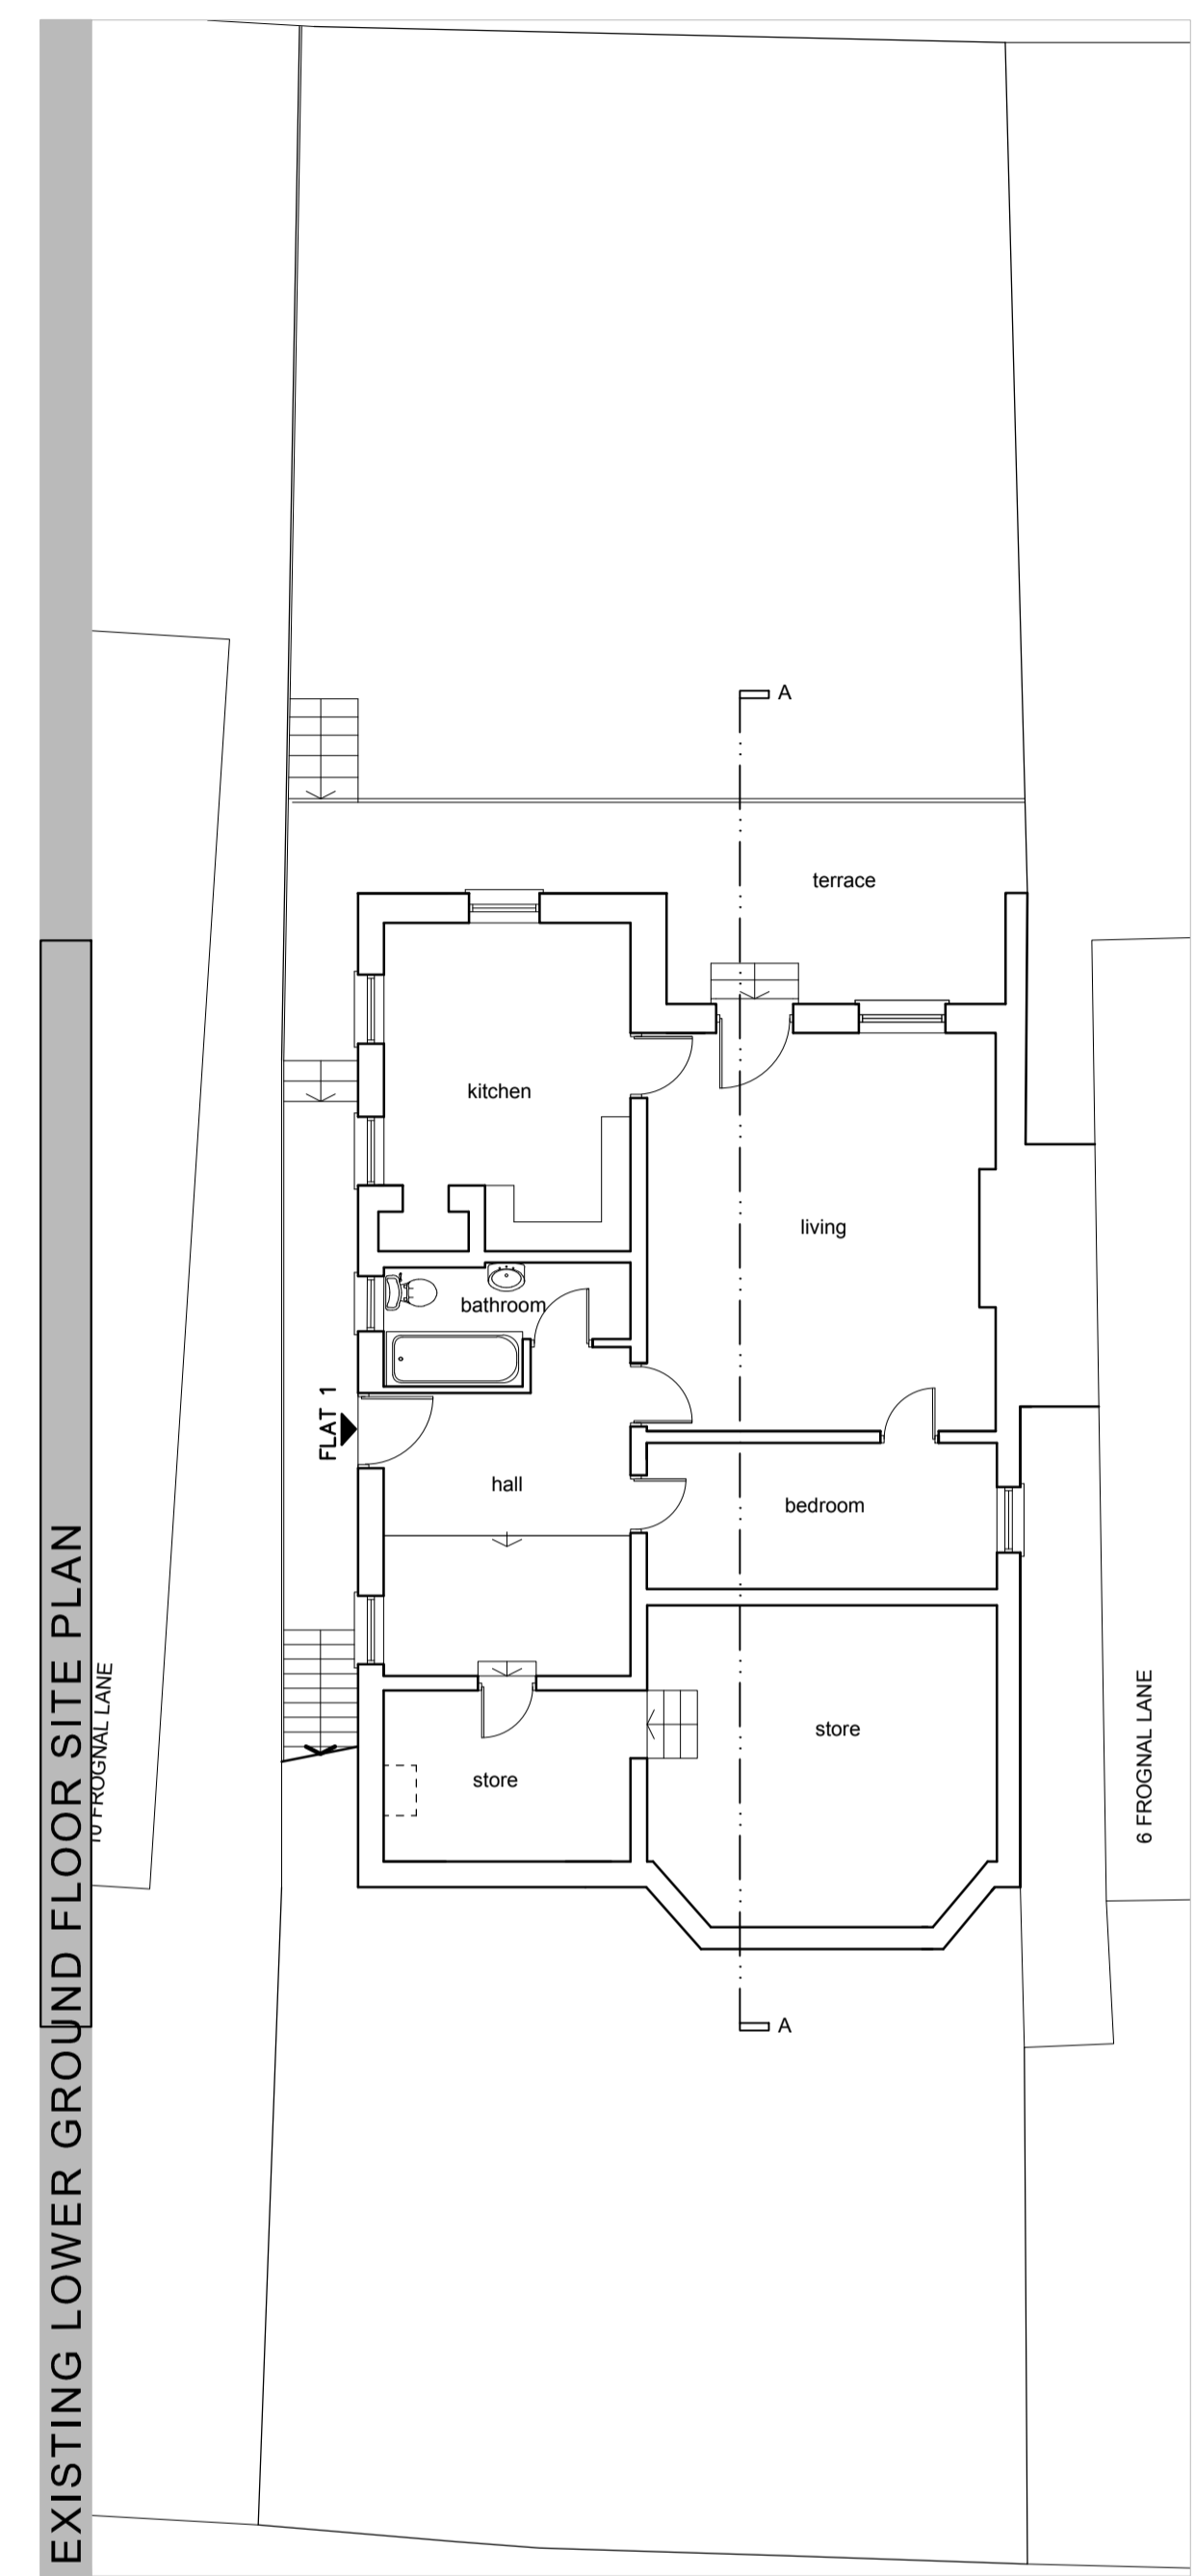 EXISTING LOWER GROUND FLOOR SITE PLAN
A
terrace
kitchen
living
bathroom
FLAT 1
hall
bedroom
10 FROGNAL LANE
6 FROGNAL LANE
store
store
A